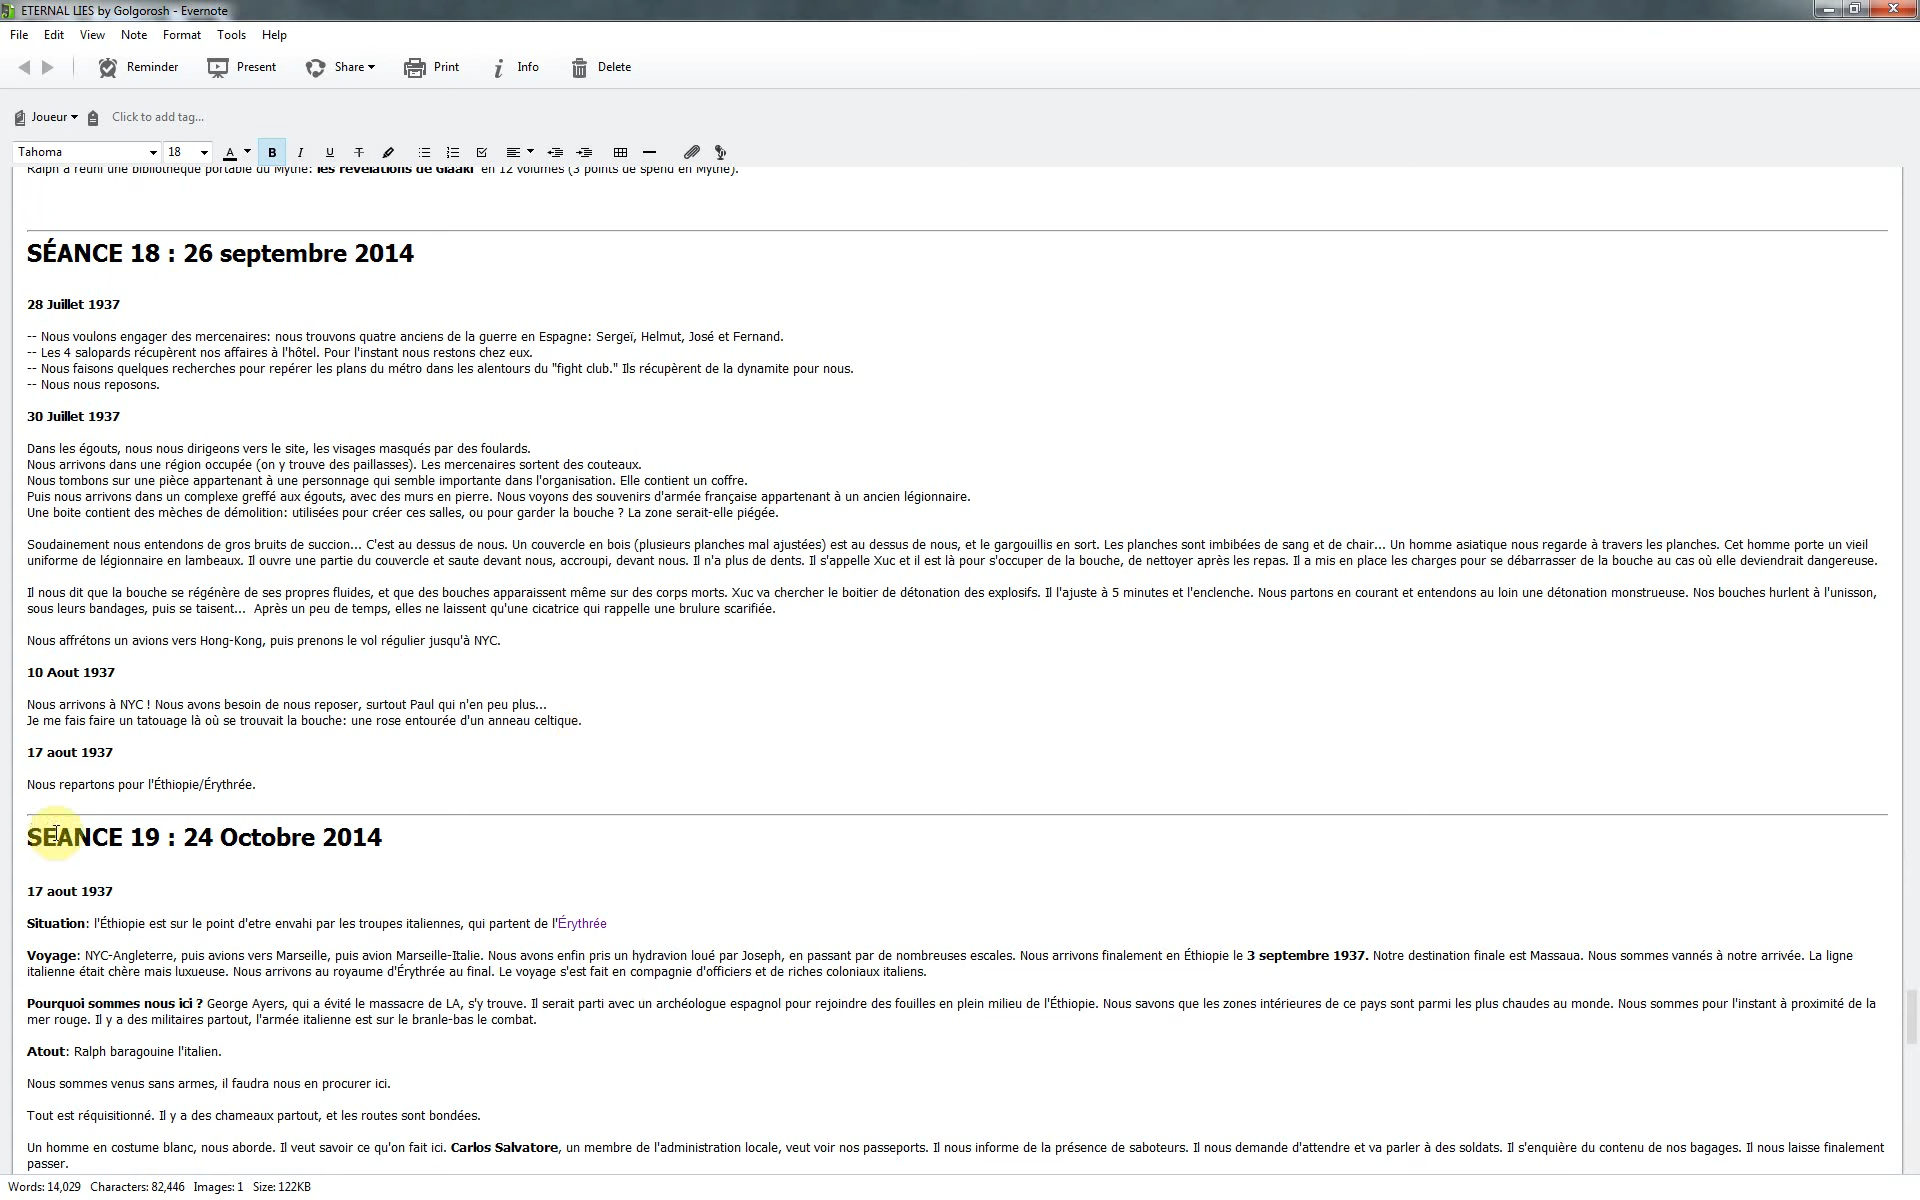 ETERNAL LIES by Golgorosh - Evernote
File Edit View Note Format Tools Help
Reminder Present Share Print Info Delete
Joueur Click to add tag...
Tahoma 18 A B I U T
Ralph a réuni une bibliothèque portable du Mythe: les révélations de Glaaki en 12 volumes (3 points de spend en Mythe).
SÉANCE 18 : 26 septembre 2014
28 Juillet 1937
-- Nous voulons engager des mercenaires: nous trouvons quatre anciens de la guerre en Espagne: Sergeï, Helmut, José et Fernand.
-- Les 4 salopards récupèrent nos affaires à l'hôtel. Pour l'instant nous restons chez eux.
-- Nous faisons quelques recherches pour repérer les plans du métro dans les alentours du "fight club." Ils récupèrent de la dynamite pour nous.
-- Nous nous reposons.
30 Juillet 1937
Dans les égouts, nous nous dirigeons vers le site, les visages masqués par des foulards.
Nous arrivons dans une région occupée (on y trouve des paillasses). Les mercenaires sortent des couteaux.
Nous tombons sur une pièce appartenant à une personnage qui semble importante dans l'organisation. Elle contient un coffre.
Puis nous arrivons dans un complexe greffé aux égouts, avec des murs en pierre. Nous voyons des souvenirs d'armée française appartenant à un ancien légionnaire.
Une boite contient des mèches de démolition: utilisées pour créer ces salles, ou pour garder la bouche ? La zone serait-elle piégée.
Soudainement nous entendons de gros bruits de succion... C'est au dessus de nous. Un couvercle en bois (plusieurs planches mal ajustées) est au dessus de nous, et le gargouillis en sort. Les planches sont imbibées de sang et de chair... Un homme asiatique nous regarde à travers les planches. Cet homme porte un vieil
uniforme de légionnaire en lambeaux. Il ouvre une partie du couvercle et saute devant nous, accroupi, devant nous. Il n'a plus de dents. Il s'appelle Xuc et il est là pour s'occuper de la bouche, de nettoyer après les repas. Il a mis en place les charges pour se débarrasser de la bouche au cas où elle deviendrait dangereuse.
Il nous dit que la bouche se régénère de ses propres fluides, et que des bouches apparaissent même sur des corps morts. Xuc va chercher le boitier de détonation des explosifs. Il l'ajuste à 5 minutes et l'enclenche. Nous partons en courant et entendons au loin une détonation monstrueuse. Nos bouches hurlent à l'unisson,
sous leurs bandages, puis se taisent... Après un peu de temps, elles ne laissent qu'une cicatrice qui rappelle une brulure scarifiée.
Nous affrétons un avions vers Hong-Kong, puis prenons le vol régulier jusqu'à NYC.
10 Aout 1937
Nous arrivons à NYC ! Nous avons besoin de nous reposer, surtout Paul qui n'en peu plus...
Je me fais faire un tatouage là où se trouvait la bouche: une rose entourée d'un anneau celtique.
17 aout 1937
Nous repartons pour l'Éthiopie/Érythrée.
SEANCE 19 : 24 Octobre 2014
17 aout 1937
Situation: l'Éthiopie est sur le point d'etre envahi par les troupes italiennes, qui partent de l'Érythrée
Voyage: NYC-Angleterre, puis avions vers Marseille, puis avion Marseille-Italie. Nous avons enfin pris un hydravion loué par Joseph, en passant par de nombreuses escales. Nous arrivons finalement en Éthiopie le 3 septembre 1937. Notre destination finale est Massaua. Nous sommes vannés à notre arrivée. La ligne
italienne était chère mais luxueuse. Nous arrivons au royaume d'Érythrée au final. Le voyage s'est fait en compagnie d'officiers et de riches coloniaux italiens.
Pourquoi sommes nous ici ? George Ayers, qui a évité le massacre de LA, s'y trouve. Il serait parti avec un archéologue espagnol pour rejoindre des fouilles en plein milieu de l'Éthiopie. Nous savons que les zones intérieures de ce pays sont parmi les plus chaudes au monde. Nous sommes pour l'instant à proximité de la
mer rouge. Il y a des militaires partout, l'armée italienne est sur le branle-bas le combat.
Atout: Ralph baragouine l'italien.
Nous sommes venus sans armes, il faudra nous en procurer ici.
Tout est réquisitionné. Il y a des chameaux partout, et les routes sont bondées.
Un homme en costume blanc, nous aborde. Il veut savoir ce qu'on fait ici. Carlos Salvatore, un membre de l'administration locale, veut voir nos passeports. Il nous informe de la présence de saboteurs. Il nous demande d'attendre et va parler à des soldats. Il s'enquière du contenu de nos bagages. Il nous laisse finalement
passer.
Words: 14,029 Characters: 82,446 Images: 1 Size: 122KB